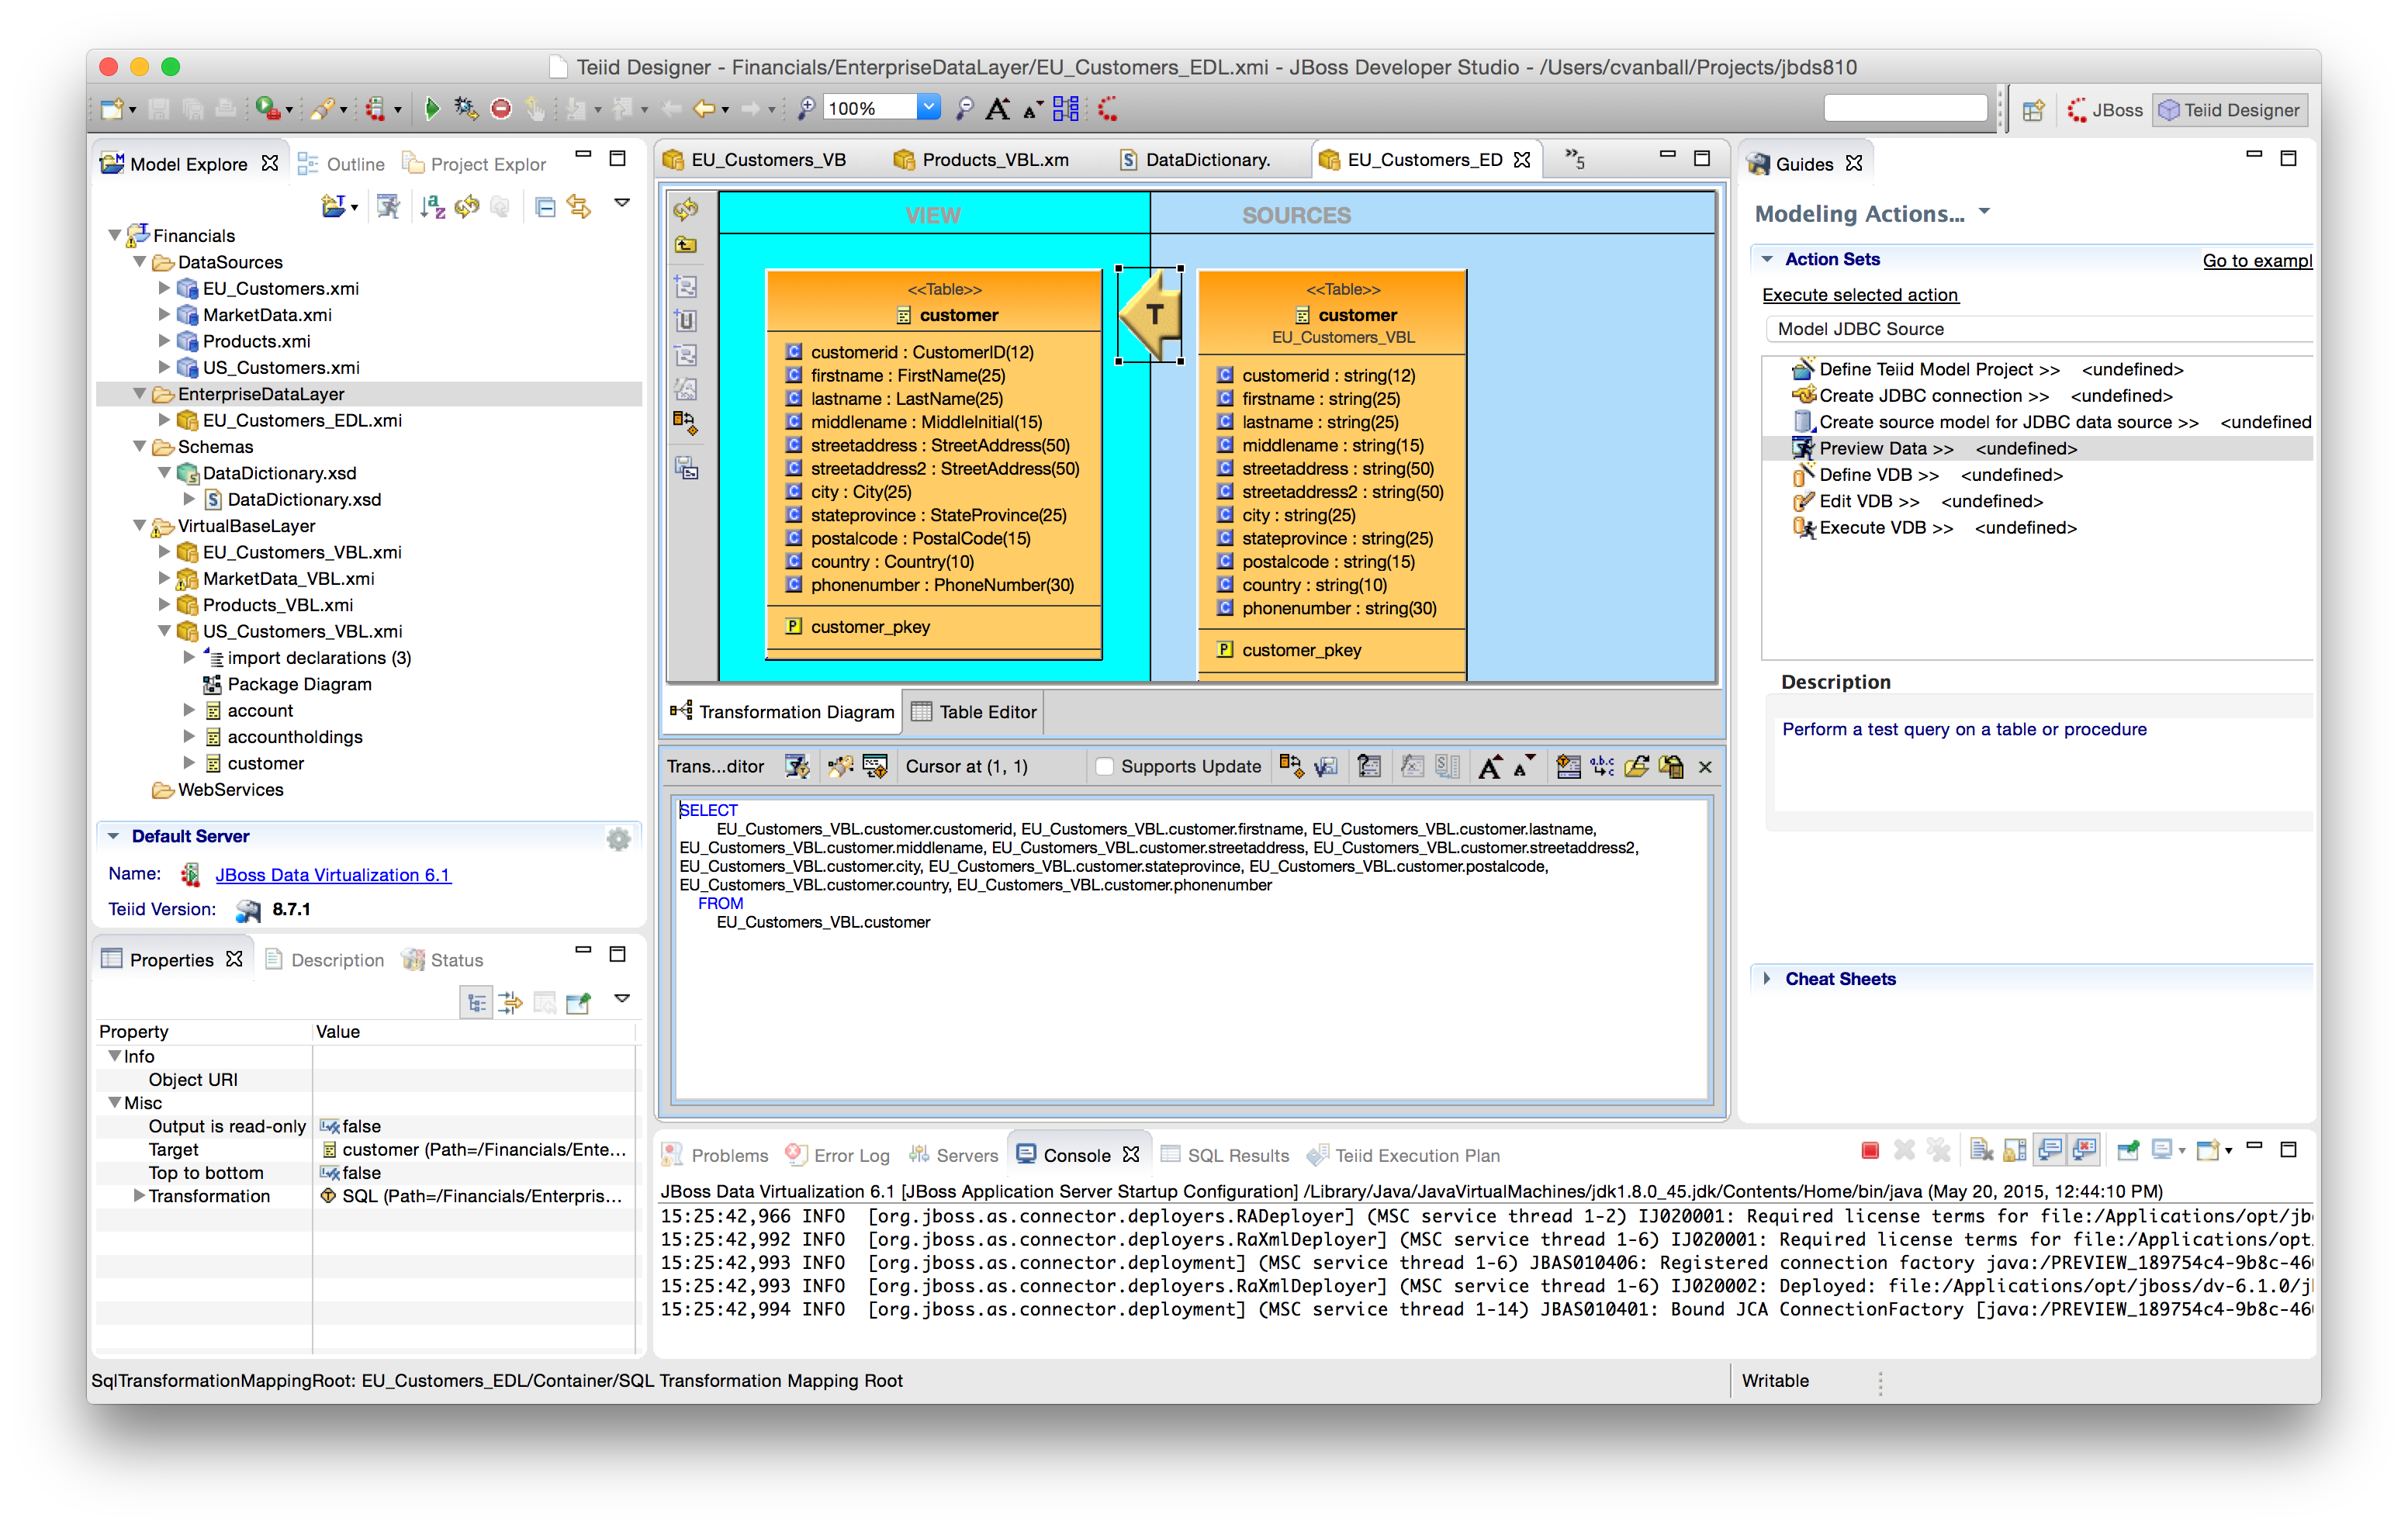 Teiid Designer - Financials/EnterpriseDataLayer/EU_Customers_EDL.xmi - JBoss Developer Studio - /Users/cvanball/Projects/jbds810
100%
JBoss
Teiid Designer
Model Explore
Outline
Project Explor
Financials
DataSources
EU_Customers.xmi
MarketData.xmi
Products.xmi
US_Customers.xmi
EnterpriseDataLayer
EU_Customers_EDL.xmi
Schemas
DataDictionary.xsd
DataDictionary.xsd
VirtualBaseLayer
EU_Customers_VBL.xmi
MarketData_VBL.xmi
Products_VBL.xmi
US_Customers_VBL.xmi
import declarations (3)
Package Diagram
account
accountholdings
customer
WebServices
Default Server
Name: JBoss Data Virtualization 6.1
Teiid Version: 8.7.1
Properties
Description
Status
Property Value
Info
Object URI
Misc
Output is read-only false
Target customer (Path=/Financials/Ente...
Top to bottom false
Transformation SQL (Path=/Financials/Enterpris...
EU_Customers_VB
Products_VBL.xm
DataDictionary.
EU_Customers_ED
»5
VIEW
SOURCES
<<Table>>
customer
customerid : CustomerID(12)
firstname : FirstName(25)
lastname : LastName(25)
middlename : MiddleInitial(15)
streetaddress : StreetAddress(50)
streetaddress2 : StreetAddress(50)
city : City(25)
stateprovince : StateProvince(25)
postalcode : PostalCode(15)
country : Country(10)
phonenumber : PhoneNumber(30)
customer_pkey
T
<<Table>>
customer
EU_Customers_VBL
customerid : string(12)
firstname : string(25)
lastname : string(25)
middlename : string(15)
streetaddress : string(50)
streetaddress2 : string(50)
city : string(25)
stateprovince : string(25)
postalcode : string(15)
country : string(10)
phonenumber : string(30)
customer_pkey
Transformation Diagram
Table Editor
Trans...ditor
Cursor at (1, 1)
Supports Update
SELECT
EU_Customers_VBL.customer.customerid, EU_Customers_VBL.customer.firstname, EU_Customers_VBL.customer.lastname,
EU_Customers_VBL.customer.middlename, EU_Customers_VBL.customer.streetaddress, EU_Customers_VBL.customer.streetaddress2,
EU_Customers_VBL.customer.city, EU_Customers_VBL.customer.stateprovince, EU_Customers_VBL.customer.postalcode,
EU_Customers_VBL.customer.country, EU_Customers_VBL.customer.phonenumber
FROM
EU_Customers_VBL.customer
Guides
Modeling Actions...
Action Sets
Go to exampl
Execute selected action
Model JDBC Source
Define Teiid Model Project >> <undefined>
Create JDBC connection >> <undefined>
Create source model for JDBC data source >> <undefined
Preview Data >> <undefined>
Define VDB >> <undefined>
Edit VDB >> <undefined>
Execute VDB >> <undefined>
Description
Perform a test query on a table or procedure
Cheat Sheets
Problems
Error Log
Servers
Console
SQL Results
Teiid Execution Plan
JBoss Data Virtualization 6.1 [JBoss Application Server Startup Configuration] /Library/Java/JavaVirtualMachines/jdk1.8.0_45.jdk/Contents/Home/bin/java (May 20, 2015, 12:44:10 PM)
15:25:42,966 INFO [org.jboss.as.connector.deployers.RADeployer] (MSC service thread 1-2) IJ020001: Required license terms for file:/Applications/opt/jb
15:25:42,992 INFO [org.jboss.as.connector.deployers.RaXmlDeployer] (MSC service thread 1-6) IJ020001: Required license terms for file:/Applications/opt
15:25:42,993 INFO [org.jboss.as.connector.deployment] (MSC service thread 1-6) JBAS010406: Registered connection factory java:/PREVIEW_189754c4-9b8c-46
15:25:42,993 INFO [org.jboss.as.connector.deployers.RaXmlDeployer] (MSC service thread 1-6) IJ020002: Deployed: file:/Applications/opt/jboss/dv-6.1.0/j
15:25:42,994 INFO [org.jboss.as.connector.deployment] (MSC service thread 1-14) JBAS010401: Bound JCA ConnectionFactory [java:/PREVIEW_189754c4-9b8c-46
SqlTransformationMappingRoot: EU_Customers_EDL/Container/SQL Transformation Mapping Root
Writable